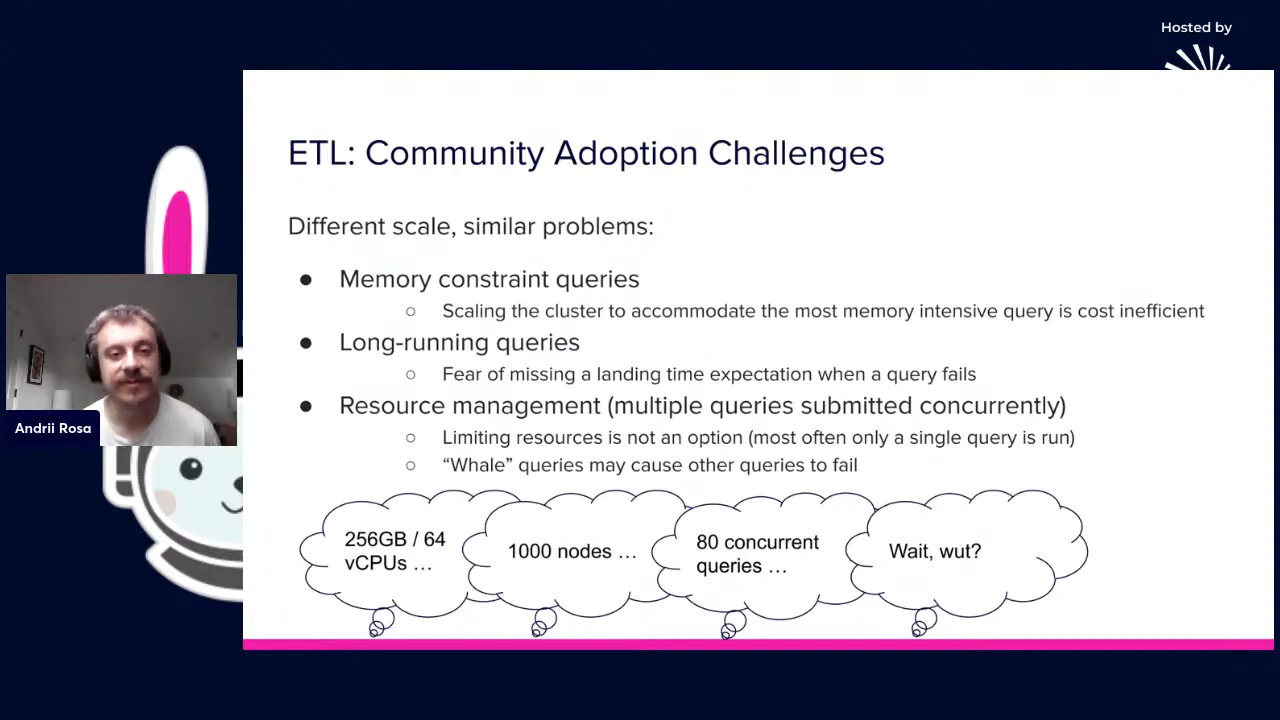 Hosted by
ETL: Community Adoption Challenges
Different scale, similar problems:
● Memory constraint queries
○ Scaling the cluster to accommodate the most memory intensive query is cost inefficient
● Long-running queries
○ Fear of missing a landing time expectation when a query fails
● Resource management (multiple queries submitted concurrently)
○ Limiting resources is not an option (most often only a single query is run)
○ “Whale” queries may cause other queries to fail
256GB / 64
vCPUs …
1000 nodes …
80 concurrent
queries …
Wait, wut?
Andrii Rosa